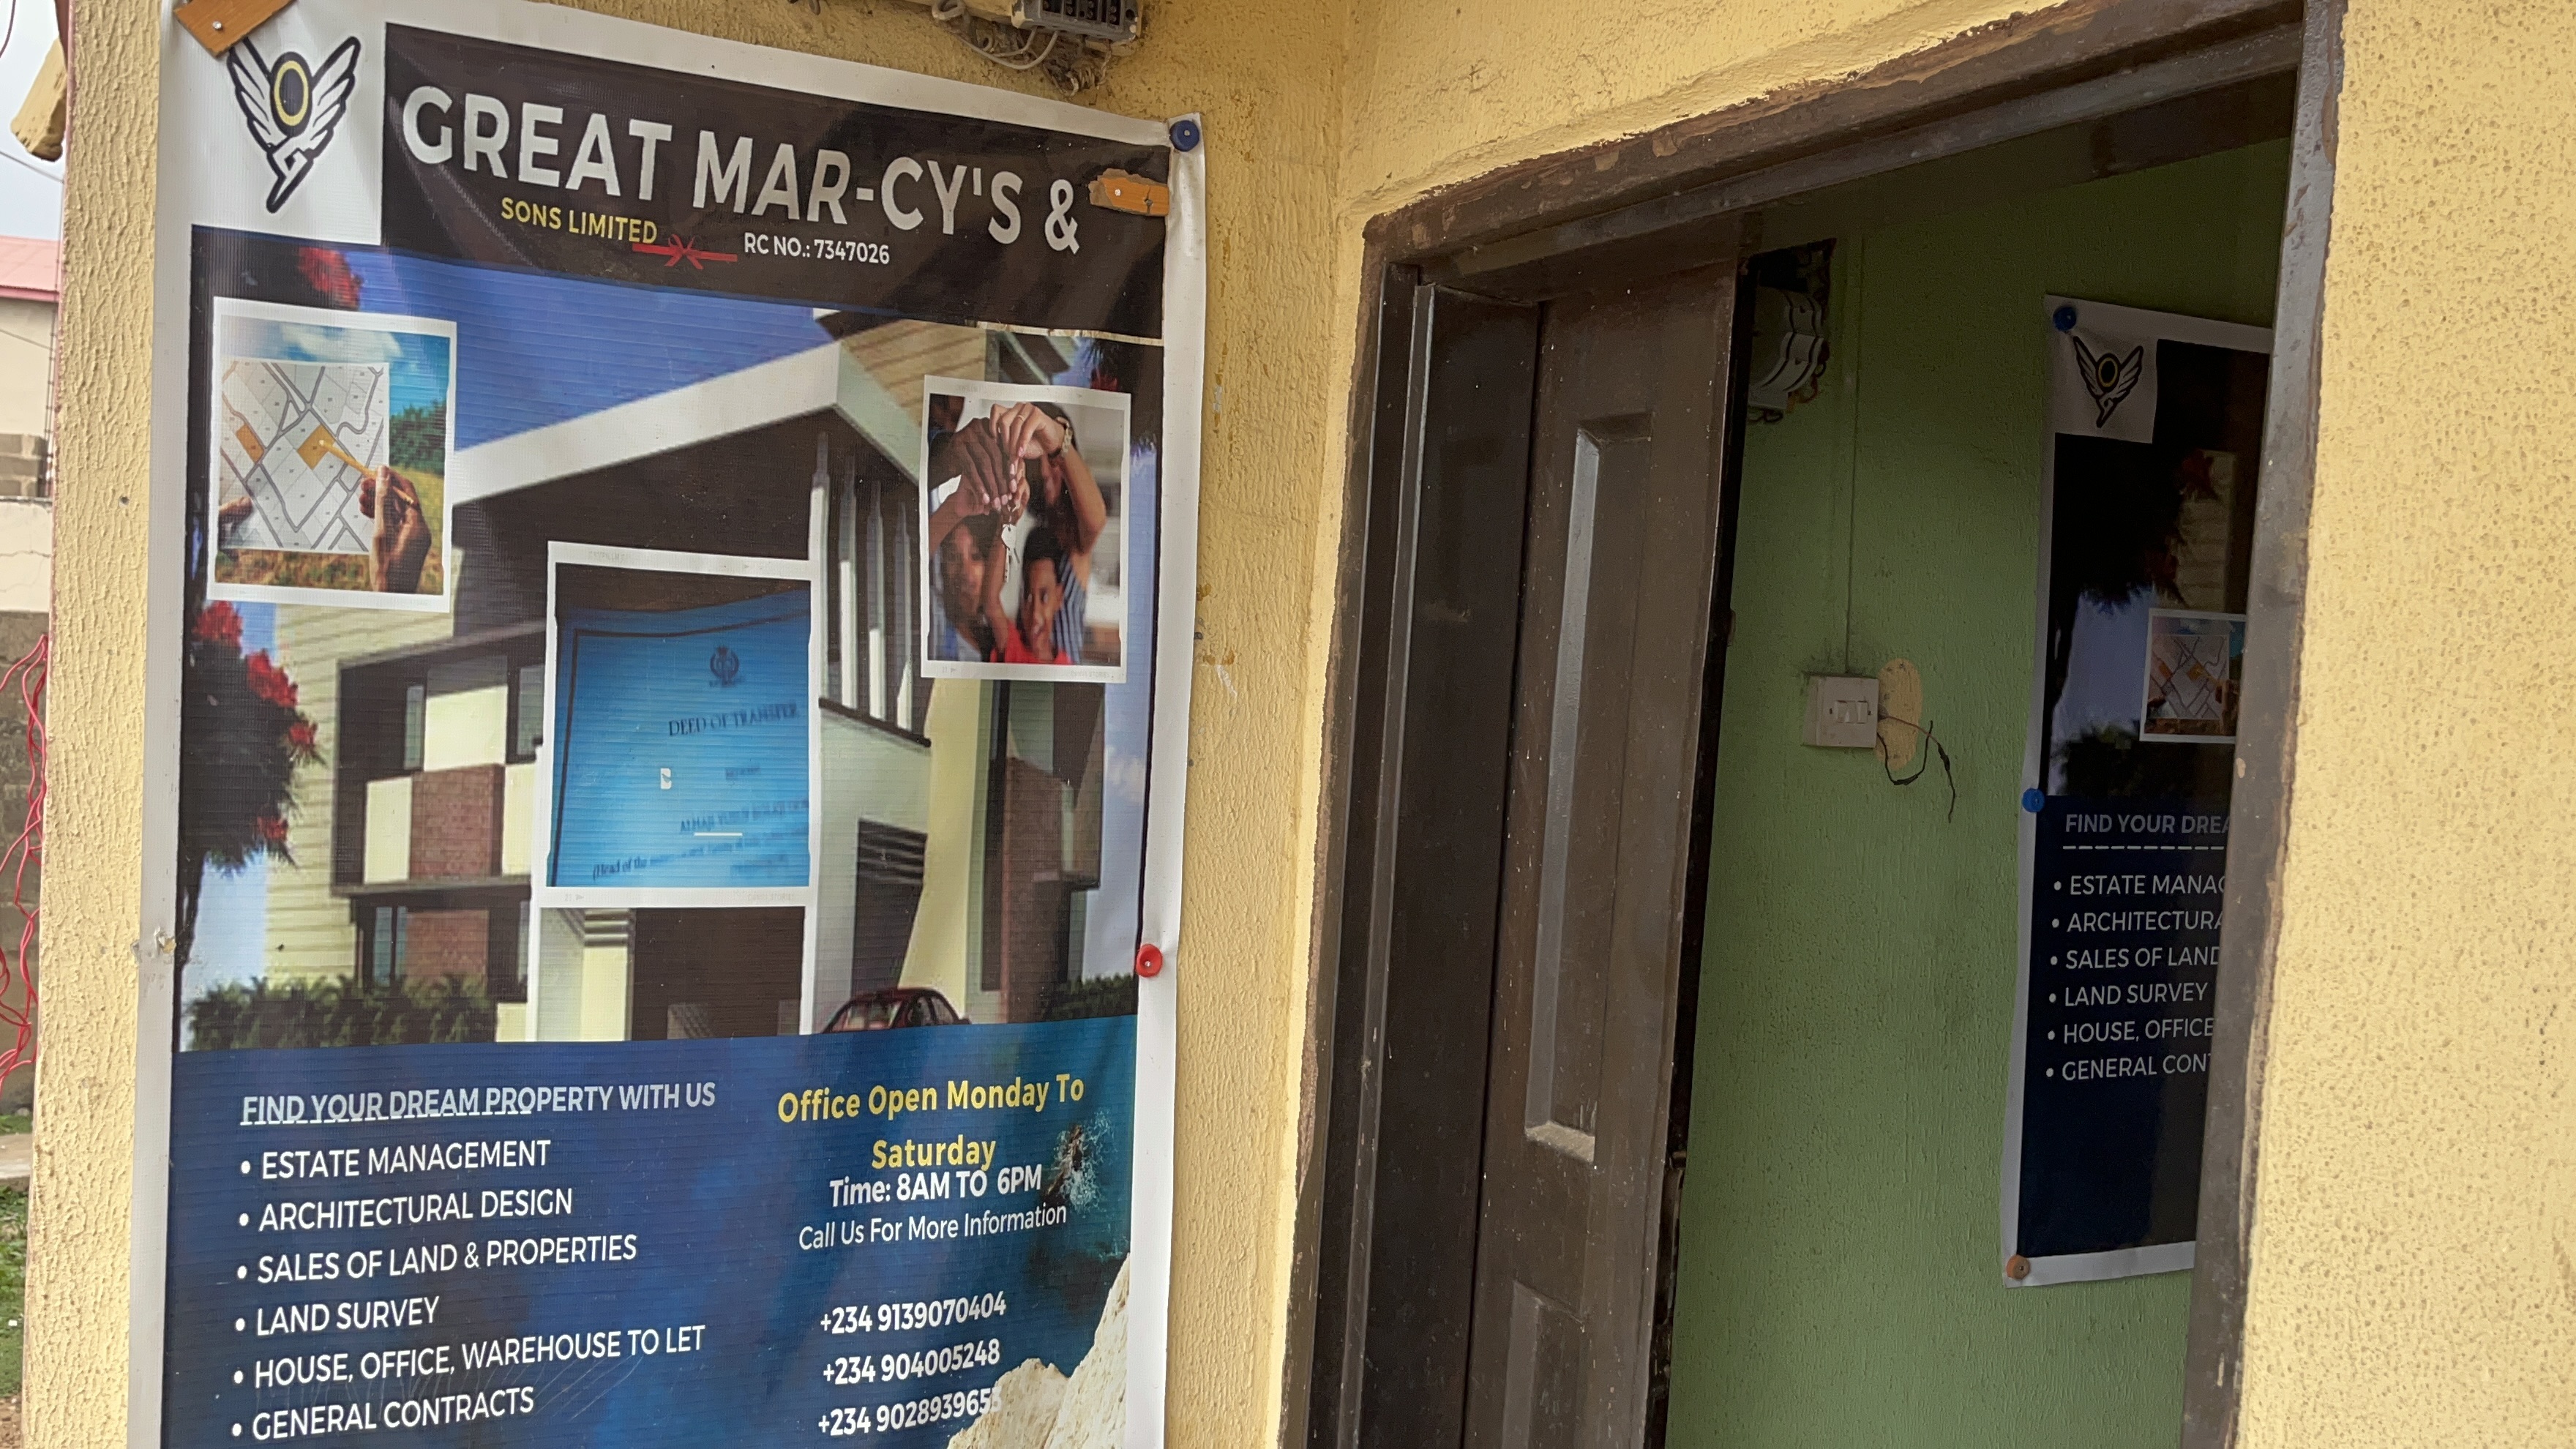 GREAT MAR-CY'S &
SONS LIMITED
RC NO.: 7347026
DEED OF TRANSFER
FIND YOUR DREAM PROPERTY WITH US
• ESTATE MANAGEMENT
• ARCHITECTURAL DESIGN
• SALES OF LAND & PROPERTIES
• LAND SURVEY
• HOUSE, OFFICE, WAREHOUSE TO LET
• GENERAL CONTRACTS
Office Open Monday To
Saturday
Time: 8AM TO 6PM
Call Us For More Information
+234 9139070404
+234 904005248
+234 902893965
FIND YOUR DREA
• ESTATE MANAG
• ARCHITECTURA
• SALES OF LAND
• LAND SURVEY
• HOUSE, OFFICE
• GENERAL CON